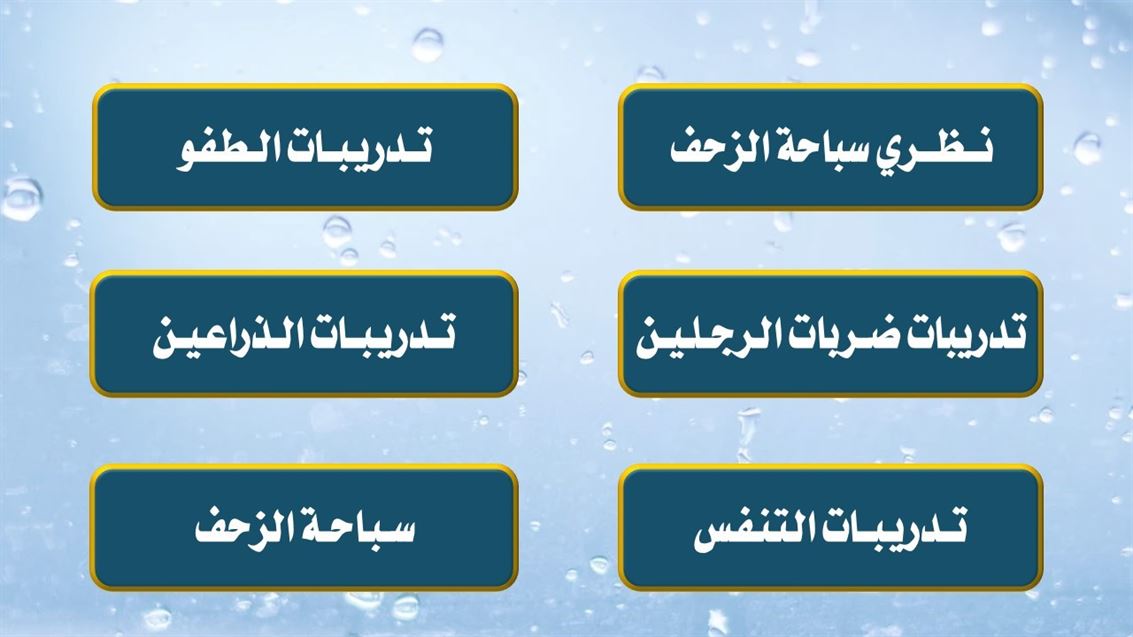 نظري سباحة الزحف
تدريبات الطفو
تدريبات ضربات الرجلين
تدريبات الذراعين
تدريبات التنفس
سباحة الزحف